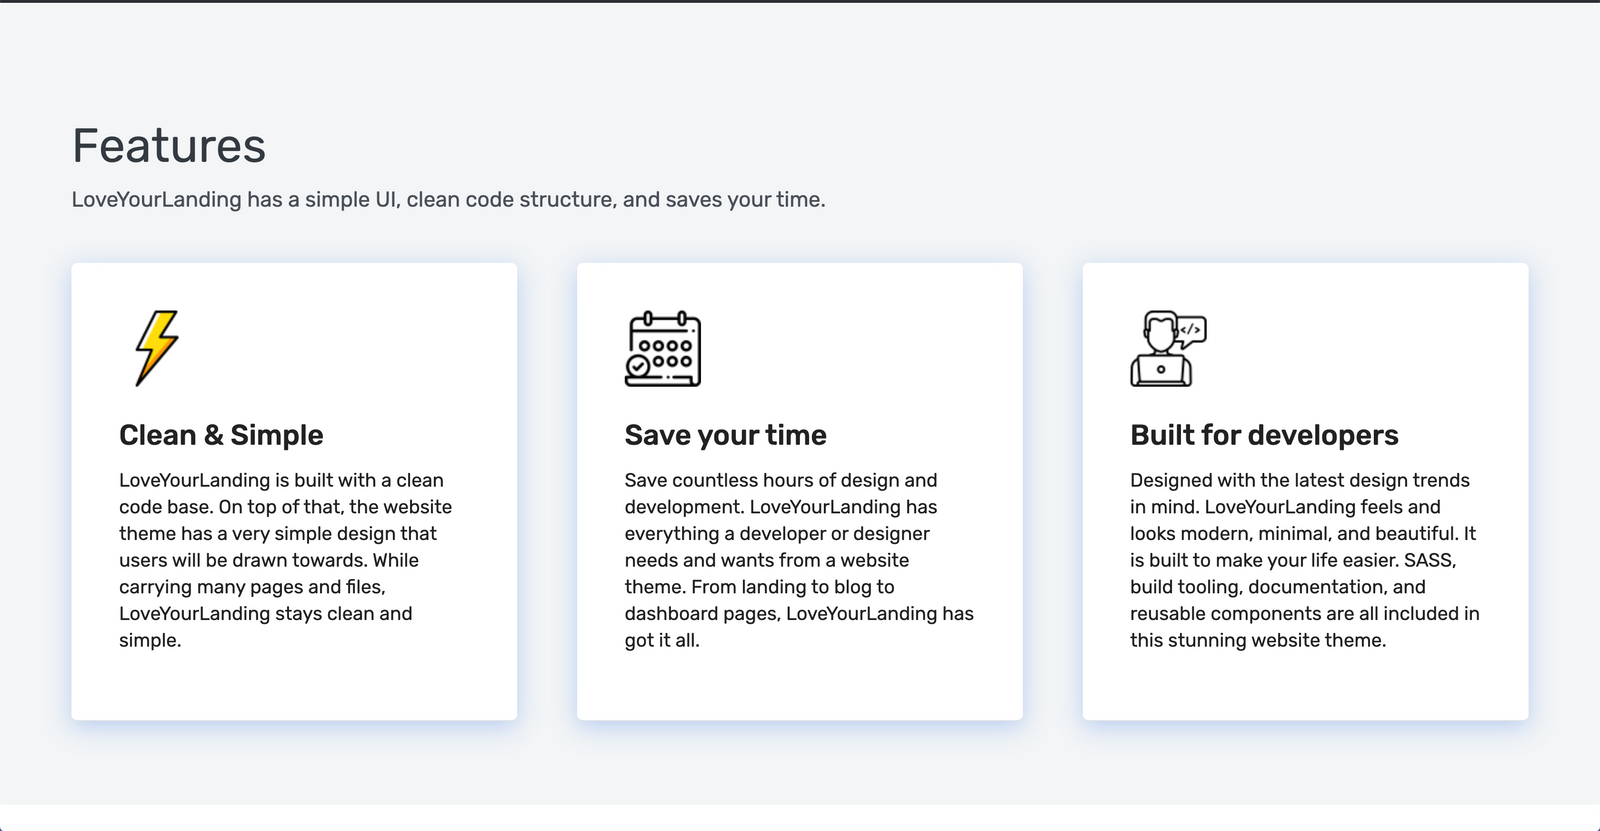 Features
LoveYourLanding has a simple UI, clean code structure, and saves your time.
Clean & Simple
LoveYourLanding is built with a clean
code base. On top of that, the website
theme has a very simple design that
users will be drawn towards. While
carrying many pages and files,
LoveYourLanding stays clean and
simple.
Save your time
Save countless hours of design and
development. LoveYourLanding has
everything a developer or designer
needs and wants from a website
theme. From landing to blog to
dashboard pages, LoveYourLanding has
got it all.
</>
Built for developers
Designed with the latest design trends
in mind. LoveYourLanding feels and
looks modern, minimal, and beautiful. It
is built to make your life easier. SASS,
build tooling, documentation, and
reusable components are all included in
this stunning website theme.